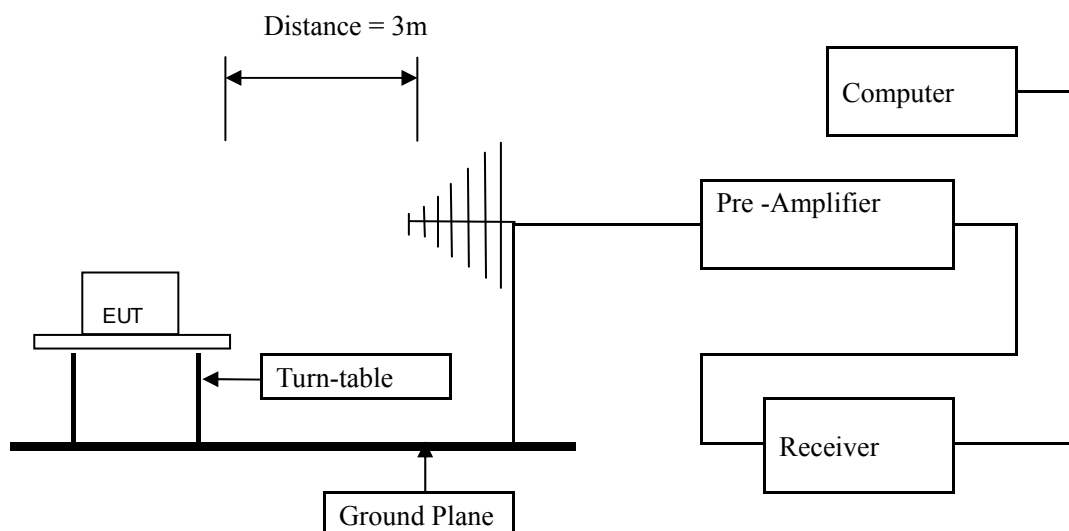 Distance = 3m
Computer
Pre -Amplifier
EUT
Turn-table
Receiver
Ground Plane